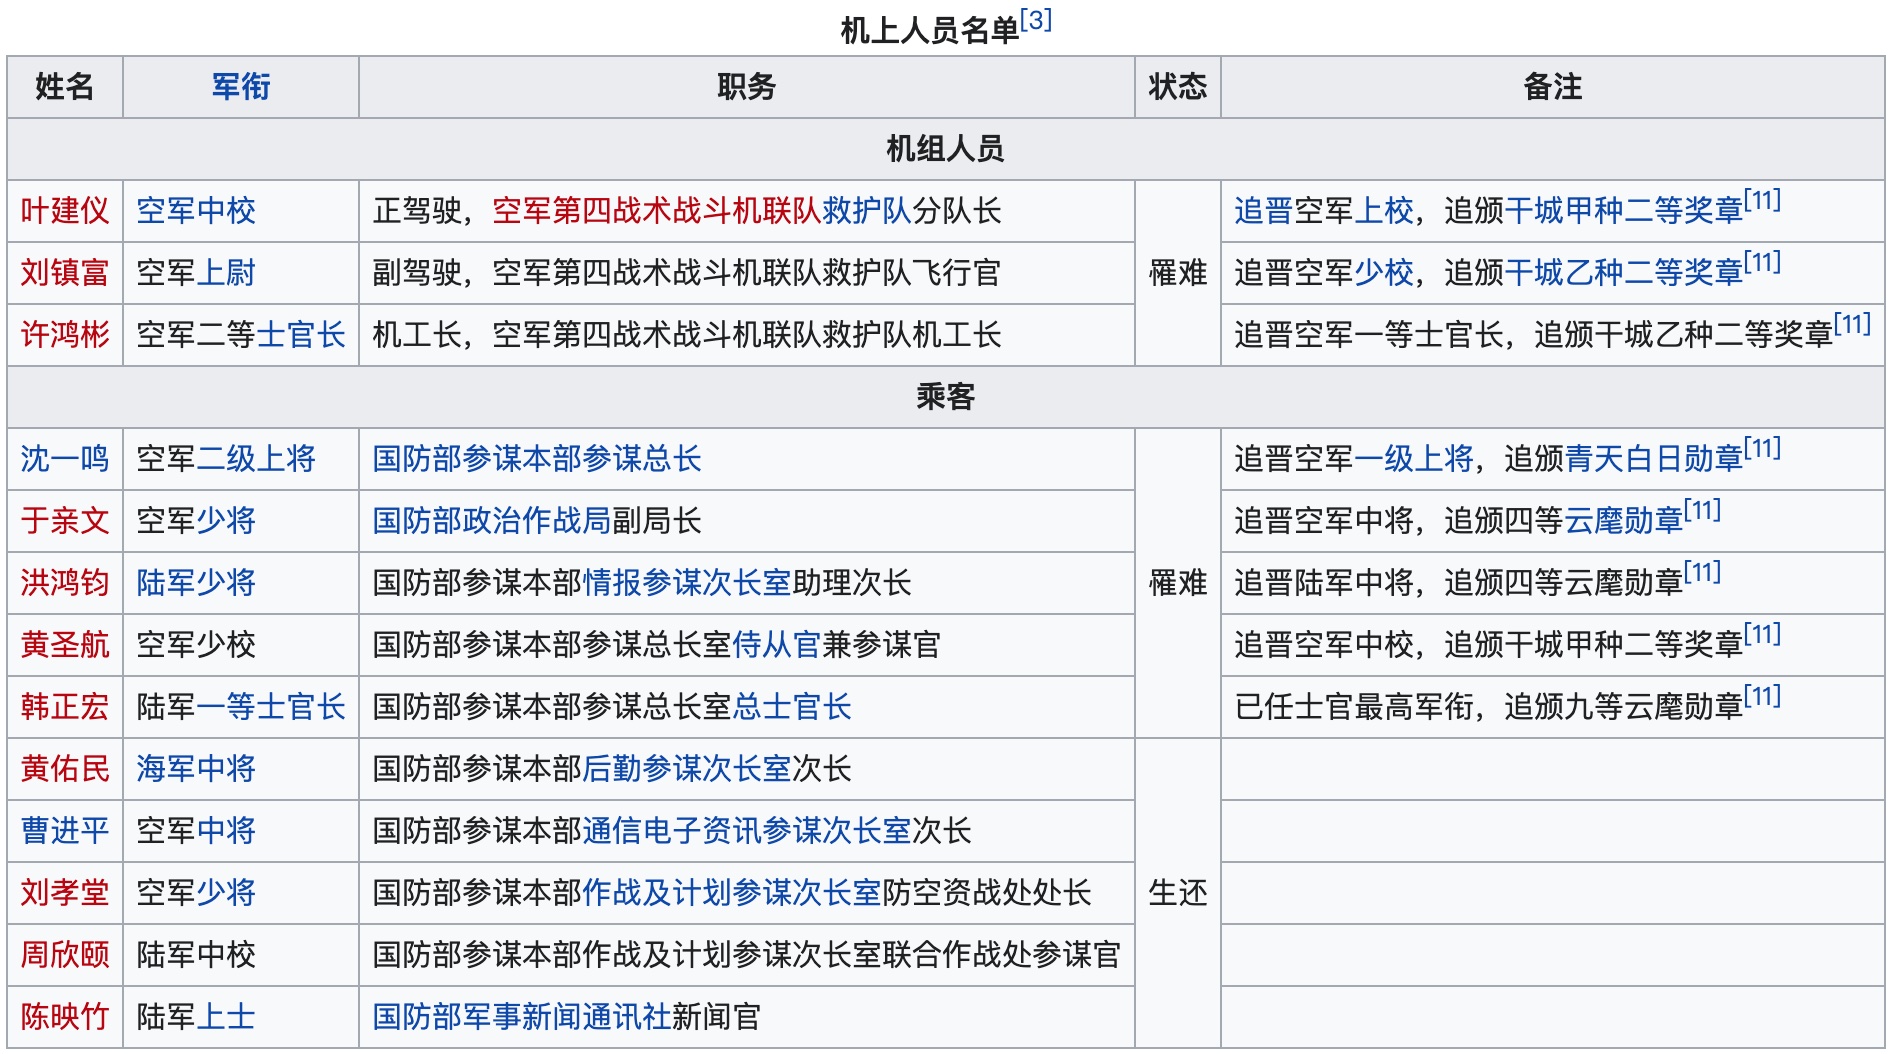 机上人员名单[3]
姓名 军衔 职务 状态 备注
机组人员
叶建仪 空军中校 正驾驶，空军第四战术战斗机联队救护队分队长 罹难 追晋空军上校，追颁干城甲种二等奖章[11]
刘镇富 空军上尉 副驾驶，空军第四战术战斗机联队救护队飞行官 追晋空军少校，追颁干城乙种二等奖章[11]
许鸿彬 空军二等士官长 机工长，空军第四战术战斗机联队救护队机工长 追晋空军一等士官长，追颁干城乙种二等奖章[11]
乘客
沈一鸣 空军二级上将 国防部参谋本部参谋总长 罹难 追晋空军一级上将，追颁青天白日勋章[11]
于亲文 空军少将 国防部政治作战局副局长 追晋空军中将，追颁四等云麾勋章[11]
洪鸿钧 陆军少将 国防部参谋本部情报参谋次长室助理次长 追晋陆军中将，追颁四等云麾勋章[11]
黄圣航 空军少校 国防部参谋本部参谋总长室侍从官兼参谋官 追晋空军中校，追颁干城甲种二等奖章[11]
韩正宏 陆军一等士官长 国防部参谋本部参谋总长室总士官长 已任士官最高军衔，追颁九等云麾勋章[11]
黄佑民 海军中将 国防部参谋本部后勤参谋次长室次长 生还
曹进平 空军中将 国防部参谋本部通信电子资讯参谋次长室次长
刘孝堂 空军少将 国防部参谋本部作战及计划参谋次长室防空资战处处长
周欣颐 陆军中校 国防部参谋本部作战及计划参谋次长室联合作战处参谋官
陈映竹 陆军上士 国防部军事新闻通讯社新闻官